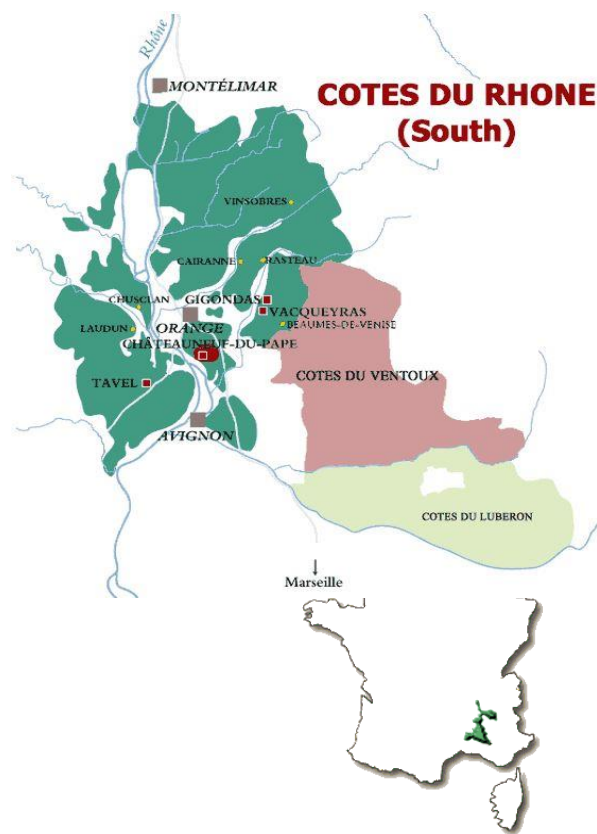 Rhône
MONTÉLIMAR
COTES DU RHONE
(South)
VINSOBRES
CAIRANNE
RASTEAU
CHUSCLAN
GIGONDAS
VACQUEYRAS
ORANGE
BEAUMES-DE-VENISE
LAUDUN
CHÂTEAUNEUF-DU-PAPE
COTES DU VENTOUX
TAVEL
AVIGNON
COTES DU LUBERON
Marseille